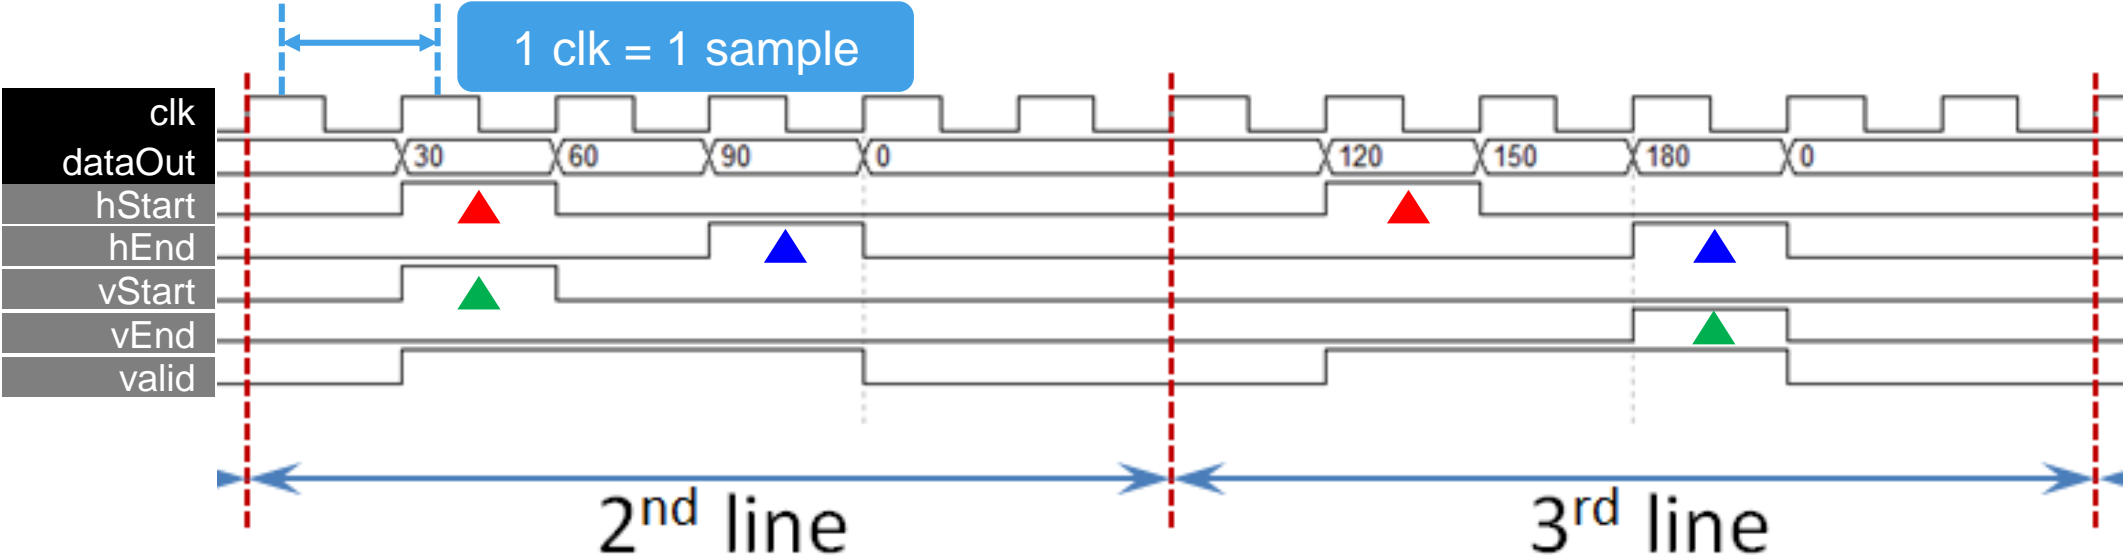 1 clk = 1 sample
clk
dataOut 30 60 90 0 120 150 180 0
hStart
hEnd
vStart
vEnd
valid
2nd line 3rd line